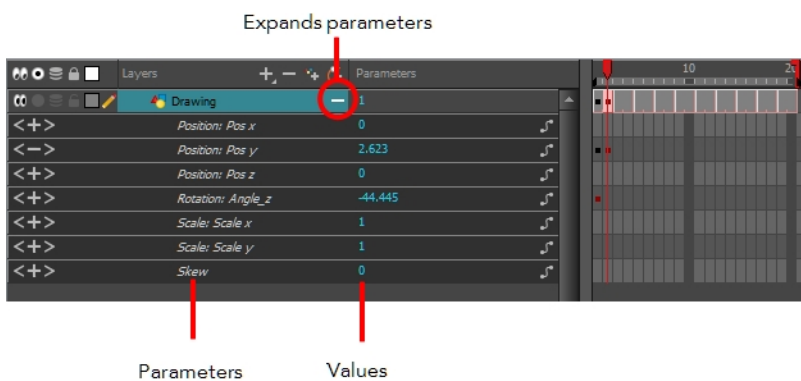 Expands parameters
Layers Parameters 10
Drawing 1
<+> Position: Pos x 0
<-> Position: Pos y 2.623
<+> Position: Pos z 0
<+> Rotation: Angle_z -44.445
<+> Scale: Scale x 1
<+> Scale: Scale y 1
<+> Skew 0
Parameters Values